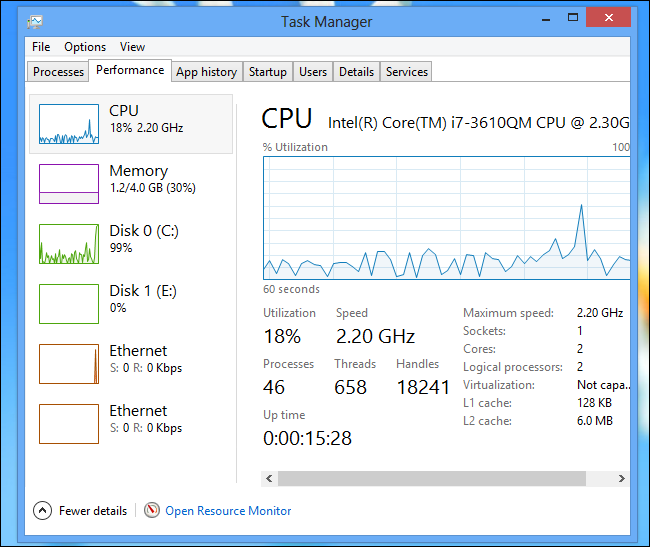 Task Manager
File Options View
Processes Performance App history Startup Users Details Services
CPU
18% 2.20 GHz
Memory
1.2/4.0 GB (30%)
Disk 0 (C:)
99%
Disk 1 (E:)
0%
Ethernet
S: 0 R: 0 Kbps
Ethernet
S: 0 R: 0 Kbps
CPU Intel(R) Core(TM) i7-3610QM CPU @ 2.30G
% Utilization 100
60 seconds
Utilization Speed
18% 2.20 GHz
Processes Threads Handles
46 658 18241
Up time
0:00:15:28
Maximum speed: 2.20 GHz
Sockets: 1
Cores: 2
Logical processors: 2
Virtualization: Not capa...
L1 cache: 128 KB
L2 cache: 6.0 MB
Fewer details Open Resource Monitor